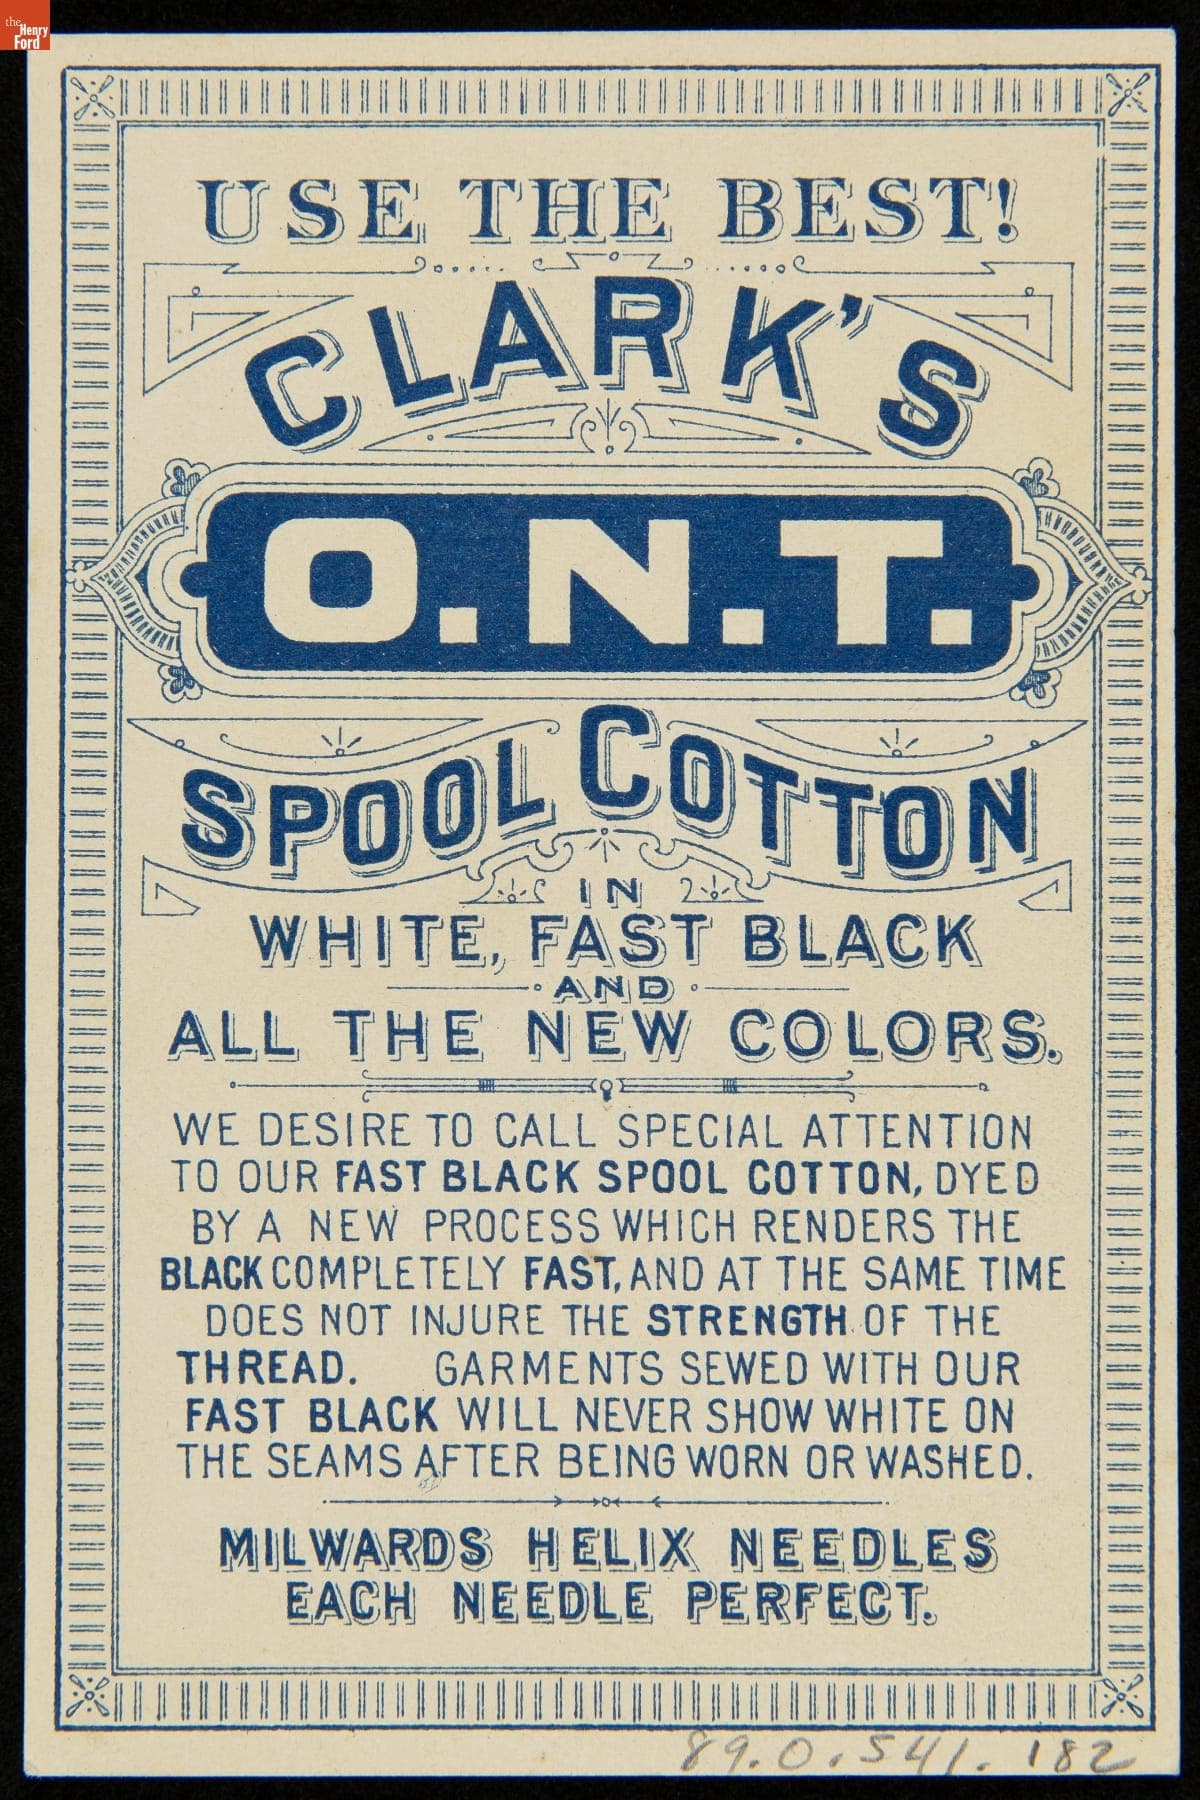 the
Henry
Ford
USE THE BEST!
CLARK'S
O.N.T.
SPOOL COTTON
IN
WHITE, FAST BLACK
AND
ALL THE NEW COLORS.
WE DESIRE TO CALL SPECIAL ATTENTION
TO OUR FAST BLACK SPOOL COTTON, DYED
BY A NEW PROCESS WHICH RENDERS THE
BLACK COMPLETELY FAST, AND AT THE SAME TIME
DOES NOT INJURE THE STRENGTH OF THE
THREAD. GARMENTS SEWED WITH OUR
FAST BLACK WILL NEVER SHOW WHITE ON
THE SEAMS AFTER BEING WORN OR WASHED.
MILWARDS HELIX NEEDLES
EACH NEEDLE PERFECT.
89.0.541.182